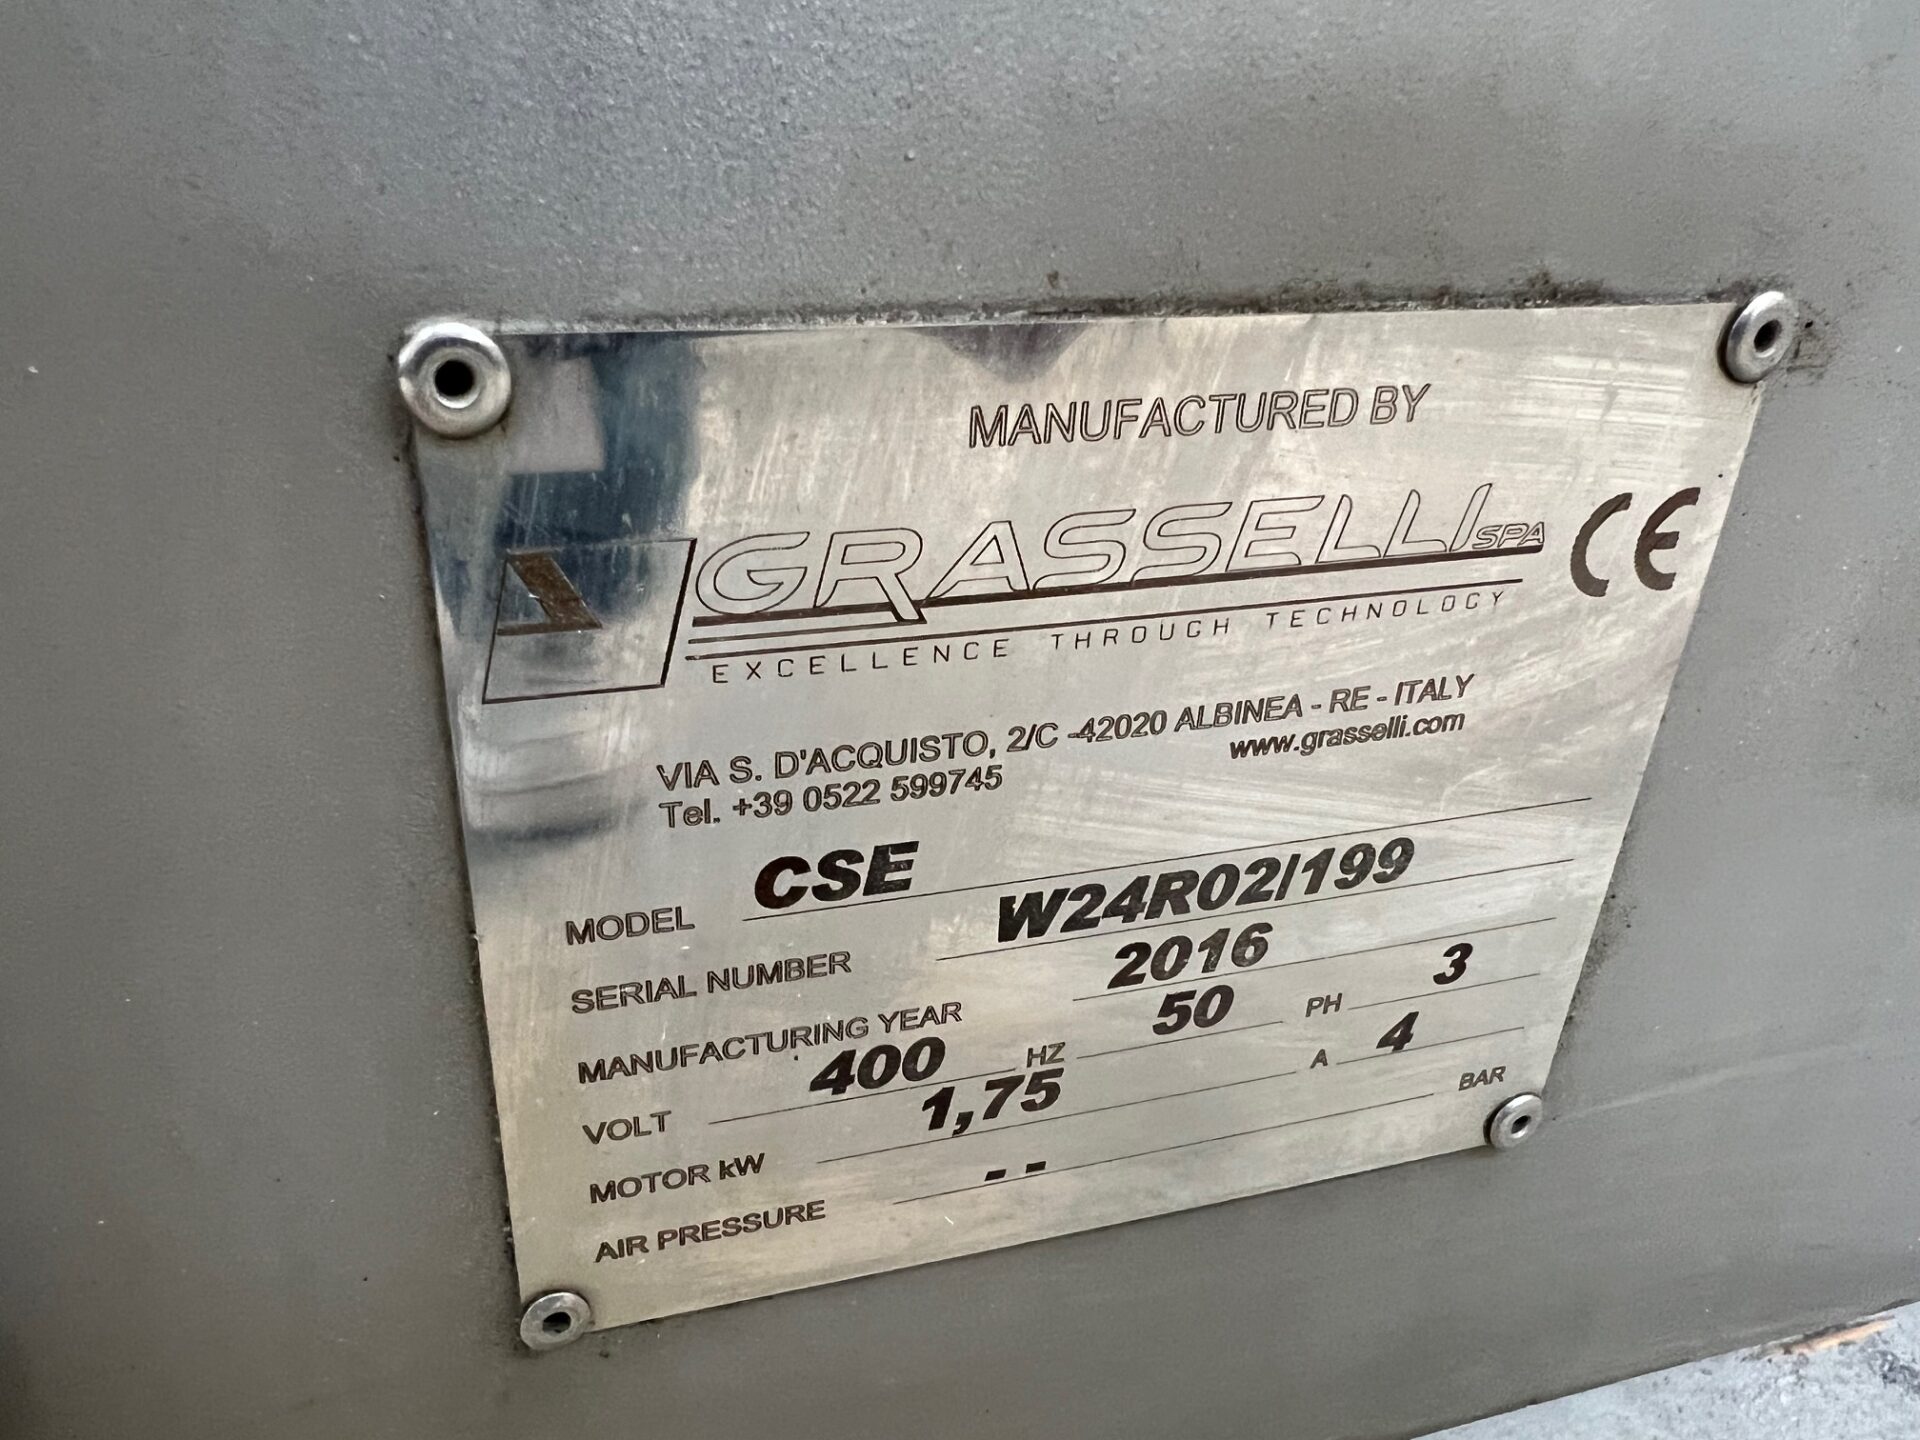 MANUFACTURED BY
GRASSELLI SPA CE
EXCELLENCE THROUGH TECHNOLOGY
VIA S. D'ACQUISTO, 2/C -42020 ALBINEA - RE - ITALY
Tel. +39 0522 599745 www.grasselli.com
MODEL CSE
SERIAL NUMBER W24R02/199
MANUFACTURING YEAR 2016
VOLT 400 HZ 50 PH 3
MOTOR kW 1,75 A 4
AIR PRESSURE - - BAR